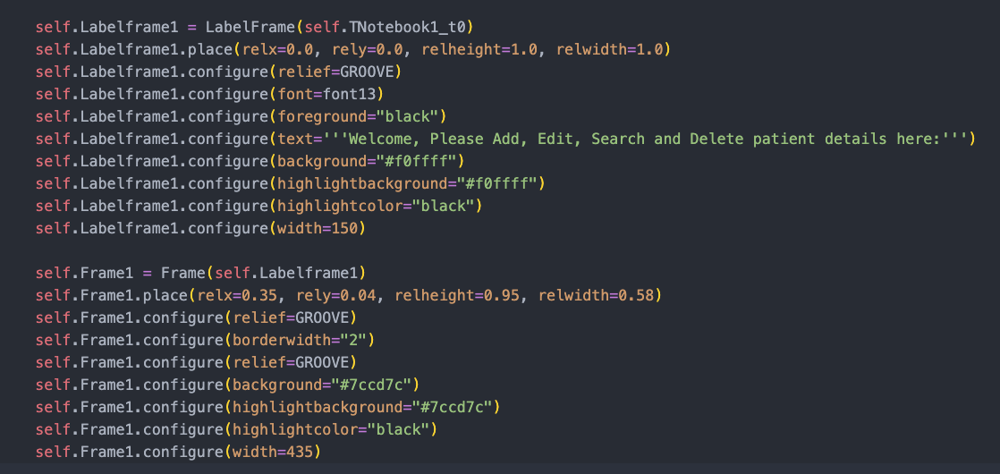 self.Labelframe1 = LabelFrame(self.TNotebook1_t0)
self.Labelframe1.place(relx=0.0, rely=0.0, relheight=1.0, relwidth=1.0)
self.Labelframe1.configure(relief=GROOVE)
self.Labelframe1.configure(font=font13)
self.Labelframe1.configure(foreground="black")
self.Labelframe1.configure(text='''Welcome, Please Add, Edit, Search and Delete patient details here:''')
self.Labelframe1.configure(background="#f0ffff")
self.Labelframe1.configure(highlightbackground="#f0ffff")
self.Labelframe1.configure(highlightcolor="black")
self.Labelframe1.configure(width=150)

self.Frame1 = Frame(self.Labelframe1)
self.Frame1.place(relx=0.35, rely=0.04, relheight=0.95, relwidth=0.58)
self.Frame1.configure(relief=GROOVE)
self.Frame1.configure(borderwidth="2")
self.Frame1.configure(relief=GROOVE)
self.Frame1.configure(background="#7ccd7c")
self.Frame1.configure(highlightbackground="#7ccd7c")
self.Frame1.configure(highlightcolor="black")
self.Frame1.configure(width=435)